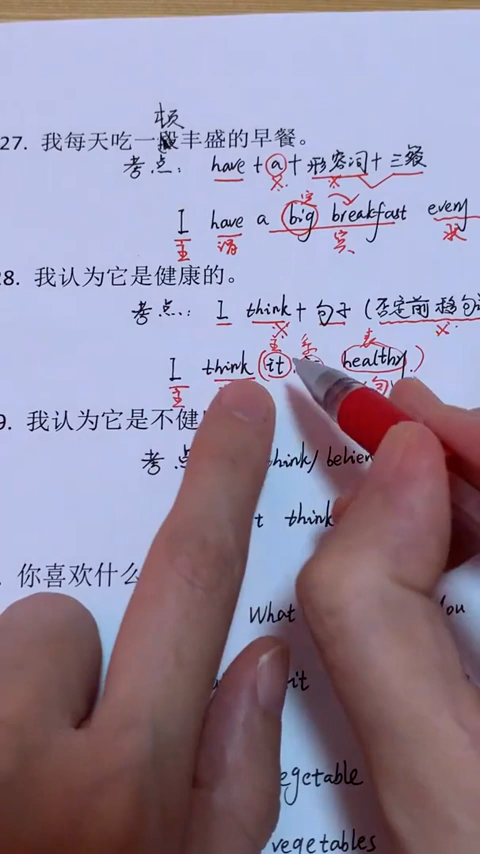 顿
27. 我每天吃一段丰盛的早餐。
考点: have + a + 形容词 + 三餐
定
I have a big breakfast every
主 谓 宾 状
28. 我认为它是健康的。
考点: I think + 句子 (否定前移句
主 系 表
I think (it healthy.)
主
9. 我认为它是不健
考点 think/believ
t think
你喜欢什么
What ou
it
egetable
vegetables